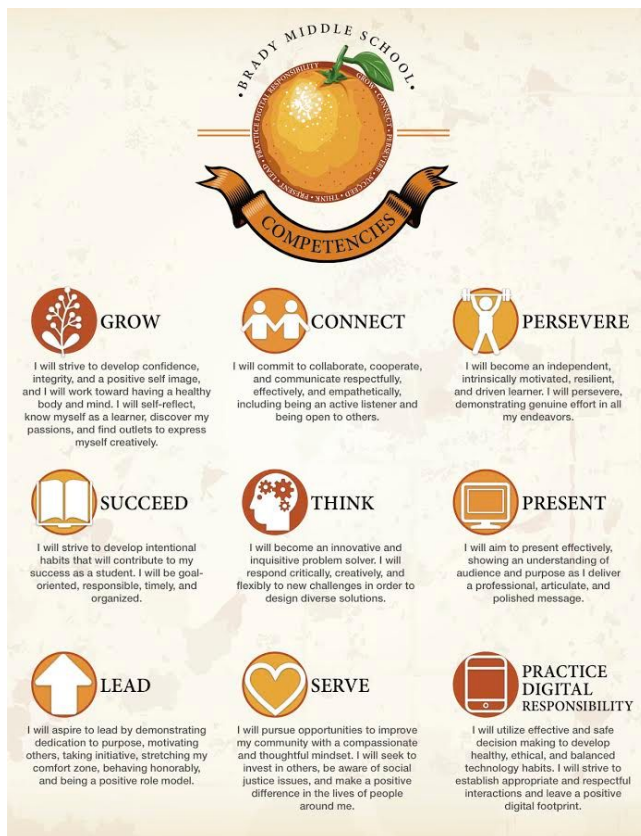 •BRADY MIDDLE SCHOOL•
GROW • CONNECT • PERSEVERE • SUCCEED • THINK • PRESENT • LEAD • PRACTICE DIGITAL RESPONSIBILITY
COMPETENCIES
GROW
I will strive to develop confidence,
integrity, and a positive self image,
and I will work toward having a healthy
body and mind. I will self-reflect,
know myself as a learner, discover my
passions, and find outlets to express
myself creatively.
CONNECT
I will commit to collaborate, cooperate,
and communicate respectfully,
effectively, and empathetically,
including being an active listener and
being open to others.
PERSEVERE
I will become an independent,
intrinsically motivated, resilient,
and driven learner. I will persevere,
demonstrating genuine effort in all
my endeavors.
SUCCEED
I will strive to develop intentional
habits that will contribute to my
success as a student. I will be goal-
oriented, responsible, timely, and
organized.
THINK
I will become an innovative and
inquisitive problem solver. I will
respond critically, creatively, and
flexibly to new challenges in order to
design diverse solutions.
PRESENT
I will aim to present effectively,
showing an understanding of
audience and purpose as I deliver
a professional, articulate, and
polished message.
LEAD
I will aspire to lead by demonstrating
dedication to purpose, motivating
others, taking initiative, stretching my
comfort zone, behaving honorably,
and being a positive role model.
SERVE
I will pursue opportunities to improve
my community with a compassionate
and thoughtful mindset. I will seek to
invest in others, be aware of social
justice issues, and make a positive
difference in the lives of people
around me.
PRACTICE
DIGITAL
RESPONSIBILITY
I will utilize effective and safe
decision making to develop
healthy, ethical, and balanced
technology habits. I will strive to
establish appropriate and respectful
interactions and leave a positive
digital footprint.